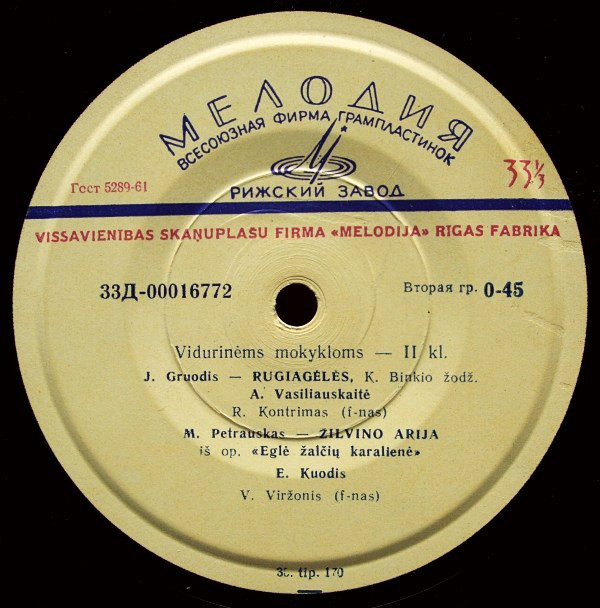 МЕЛОДИЯ
ВСЕСОЮЗНАЯ ФИРМА ГРАМПЛАСТИНОК
РИЖСКИЙ ЗАВОД
Гост 5289-61
33⅓
VISSAVIENIBAS SKAŅUPLAŠU FIRMA «MELODIJA» RIGAS FABRIKA
33Д-00016772
Вторая гр. 0-45
Vidurinėms mokykloms — II kl.
J. Gruodis — RUGIAGĖLĖS, K. Binkio žodž.
A. Vasiliauskaitė
R. Kontrimas (f-nas)
M. Petrauskas — ŽILVINO ARIJA
iš op. «Eglė žalčių karalienė»
E. Kuodis
V. Viržonis (f-nas)
tip. 170